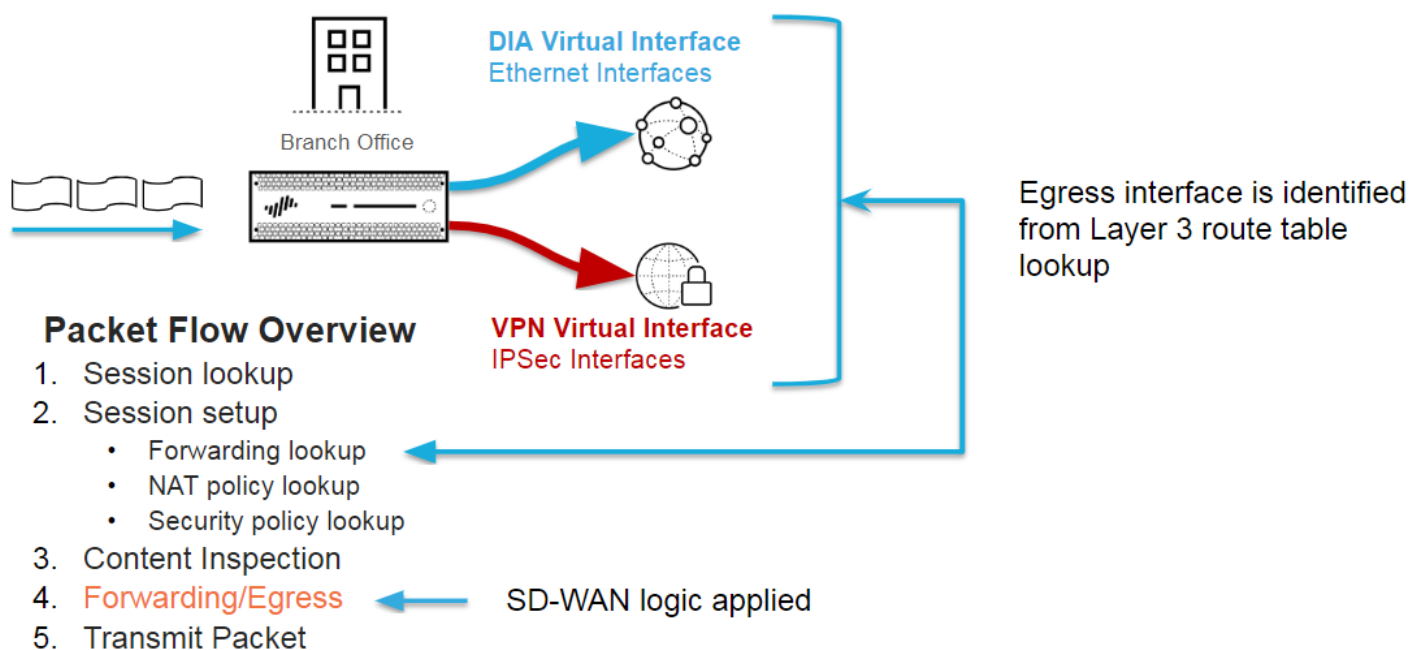 DIA Virtual Interface
Ethernet Interfaces
Branch Office
Egress interface is identified
from Layer 3 route table
lookup
VPN Virtual Interface
IPSec Interfaces
Packet Flow Overview
1. Session lookup
2. Session setup
• Forwarding lookup
• NAT policy lookup
• Security policy lookup
3. Content Inspection
4. Forwarding/Egress
SD-WAN logic applied
5. Transmit Packet